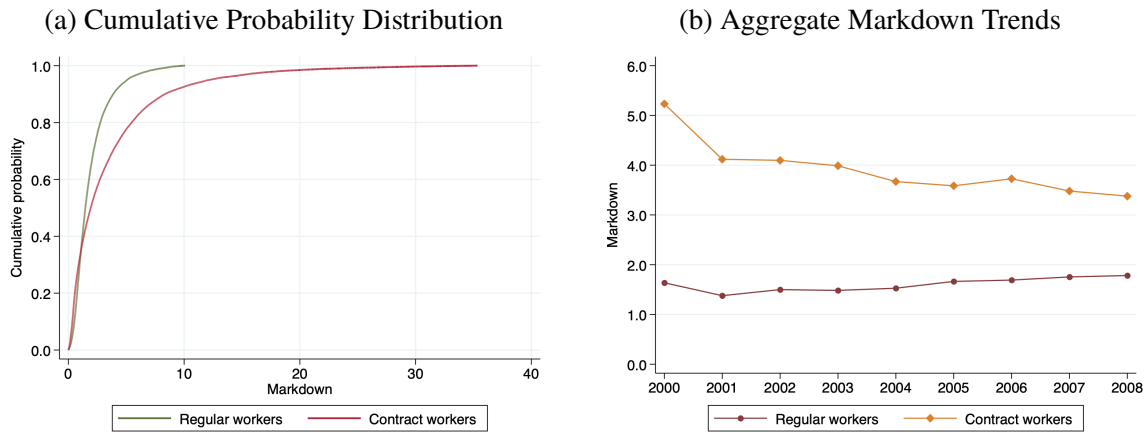 (a) Cumulative Probability Distribution
Cumulative probability
1.0
0.8
0.6
0.4
0.2
0.0
0 10 20 30 40
Markdown
Regular workers Contract workers
(b) Aggregate Markdown Trends
Markdown
6.0
5.0
4.0
3.0
2.0
1.0
0.0
2000 2001 2002 2003 2004 2005 2006 2007 2008
Regular workers Contract workers